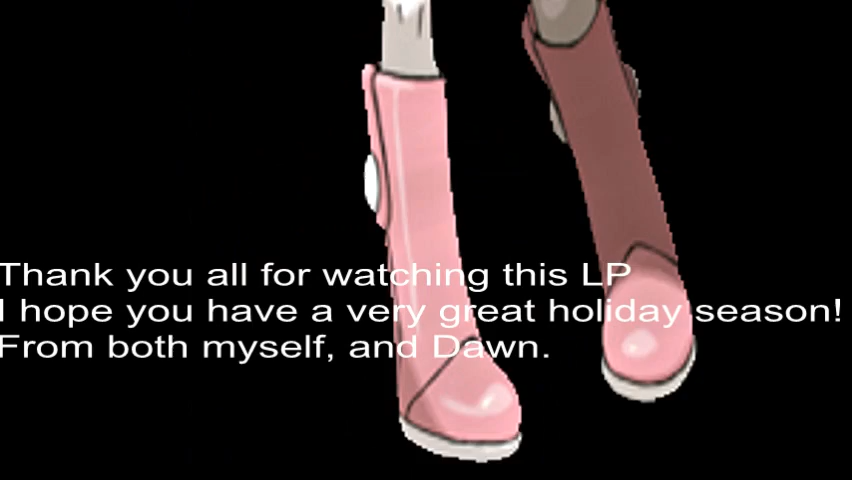 Thank you all for watching this LP
I hope you have a very great holiday season!
From both myself, and Dawn.